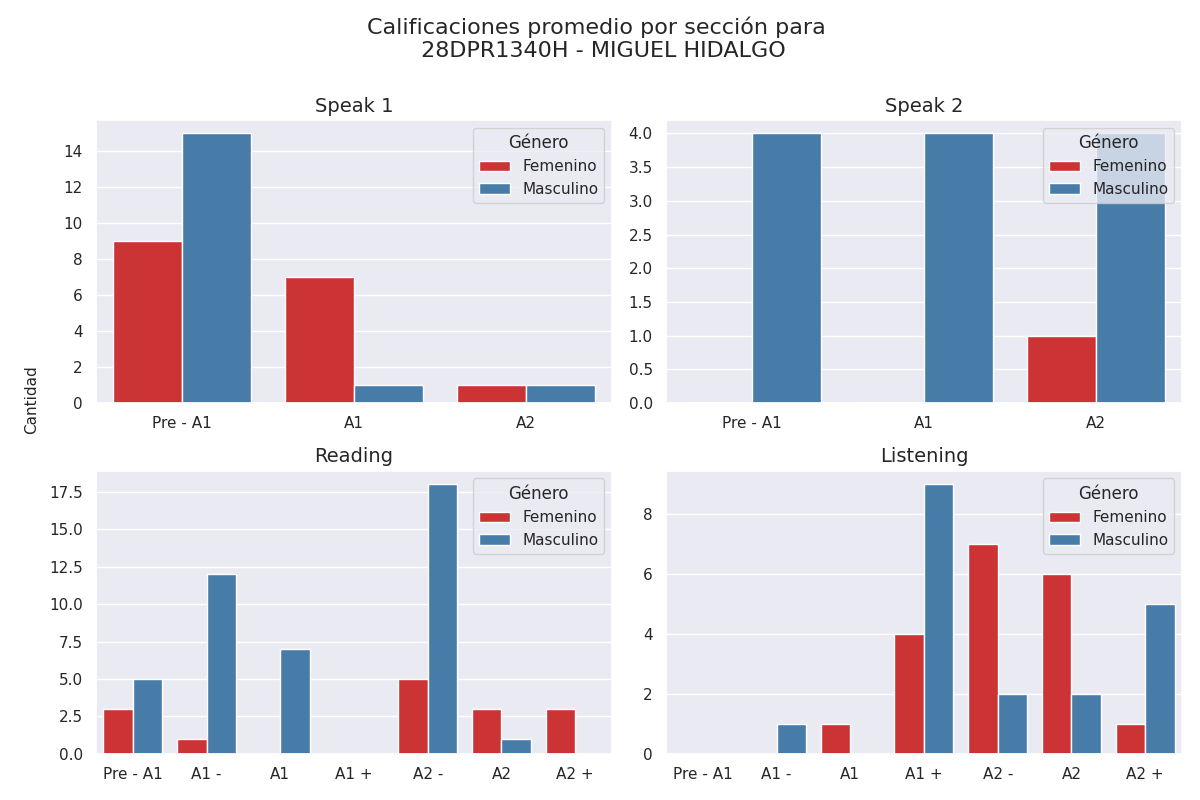 Calificaciones promedio por sección para
28DPR1340H - MIGUEL HIDALGO
Speak 1
Género
Femenino
Masculino
14
12
10
8
6
4
2
0
Pre - A1 A1 A2
Speak 2
Género
Femenino
Masculino
4.0
3.5
3.0
2.5
2.0
1.5
1.0
0.5
0.0
Pre - A1 A1 A2
Cantidad
Reading
Género
Femenino
Masculino
17.5
15.0
12.5
10.0
7.5
5.0
2.5
0.0
Pre - A1 A1 - A1 A1 + A2 - A2 A2 +
Listening
Género
Femenino
Masculino
8
6
4
2
0
Pre - A1 A1 - A1 A1 + A2 - A2 A2 +